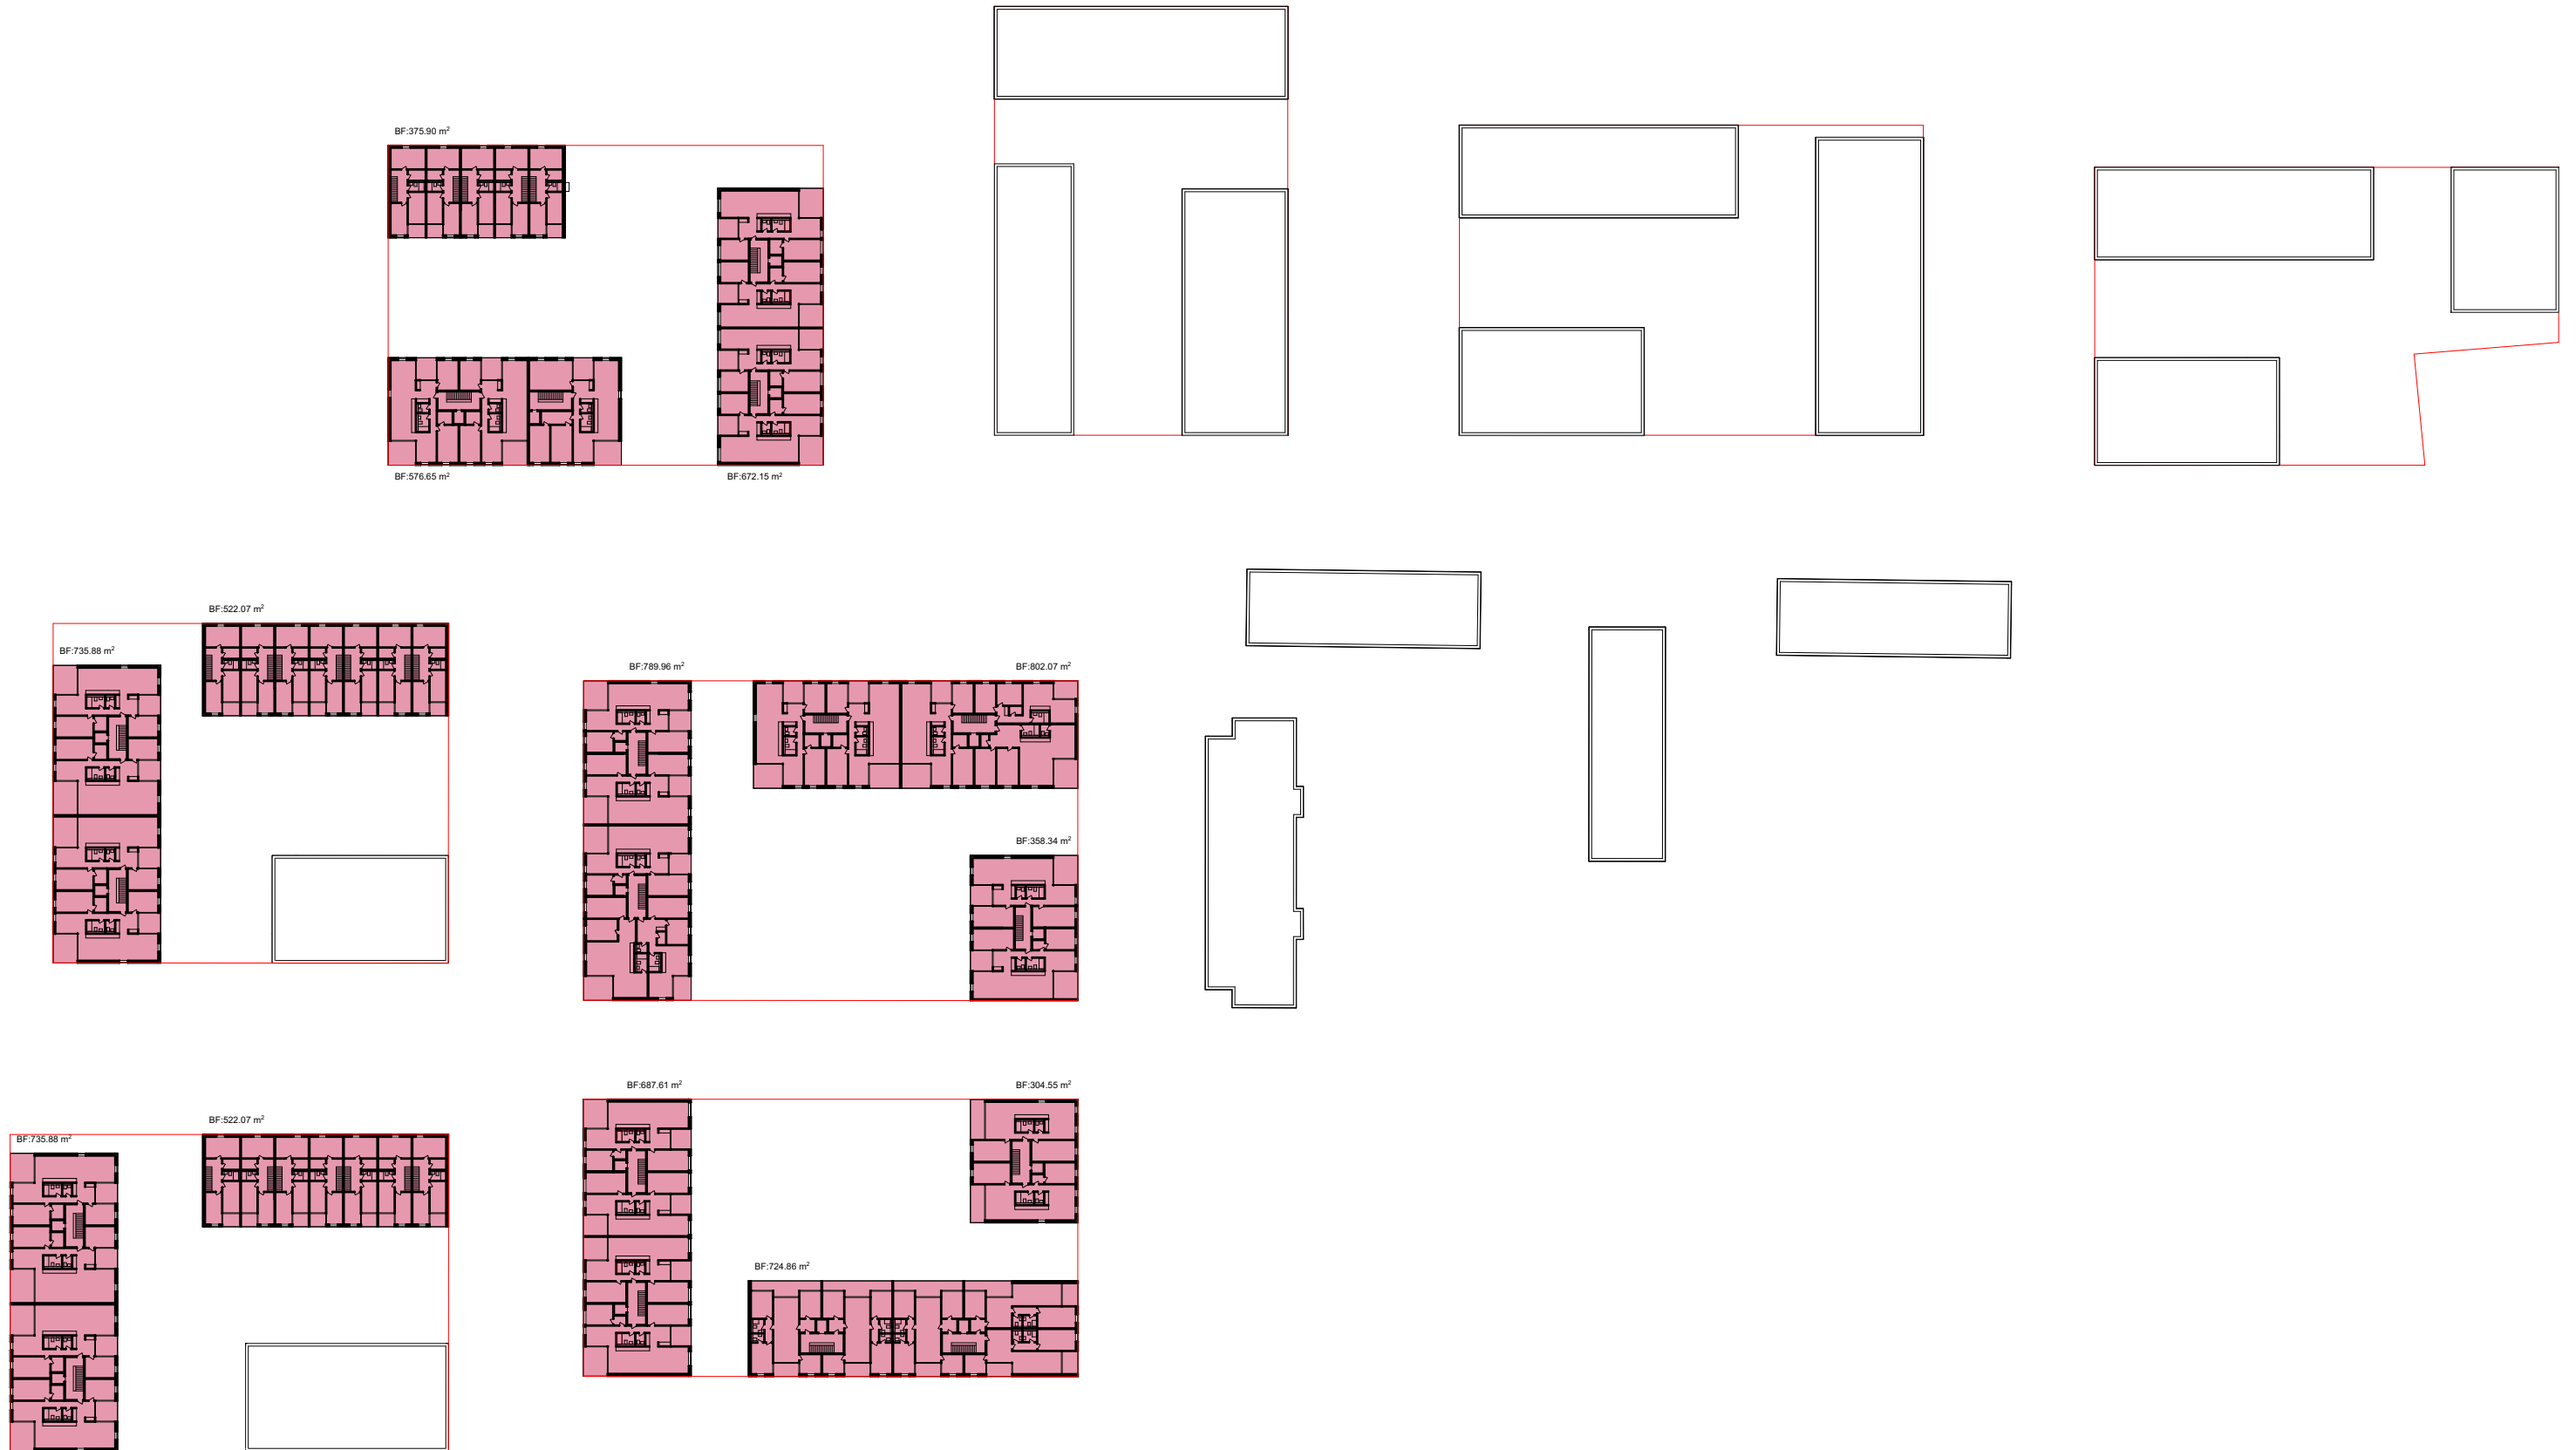 BF:375.90 m²
BF:576.65 m²
BF:672.15 m²
BF:522.07 m²
BF:735.88 m²
BF:789.96 m²
BF:802.07 m²
BF:358.34 m²
BF:687.61 m²
BF:304.55 m²
BF:522.07 m²
BF:735.88 m²
BF:724.86 m²